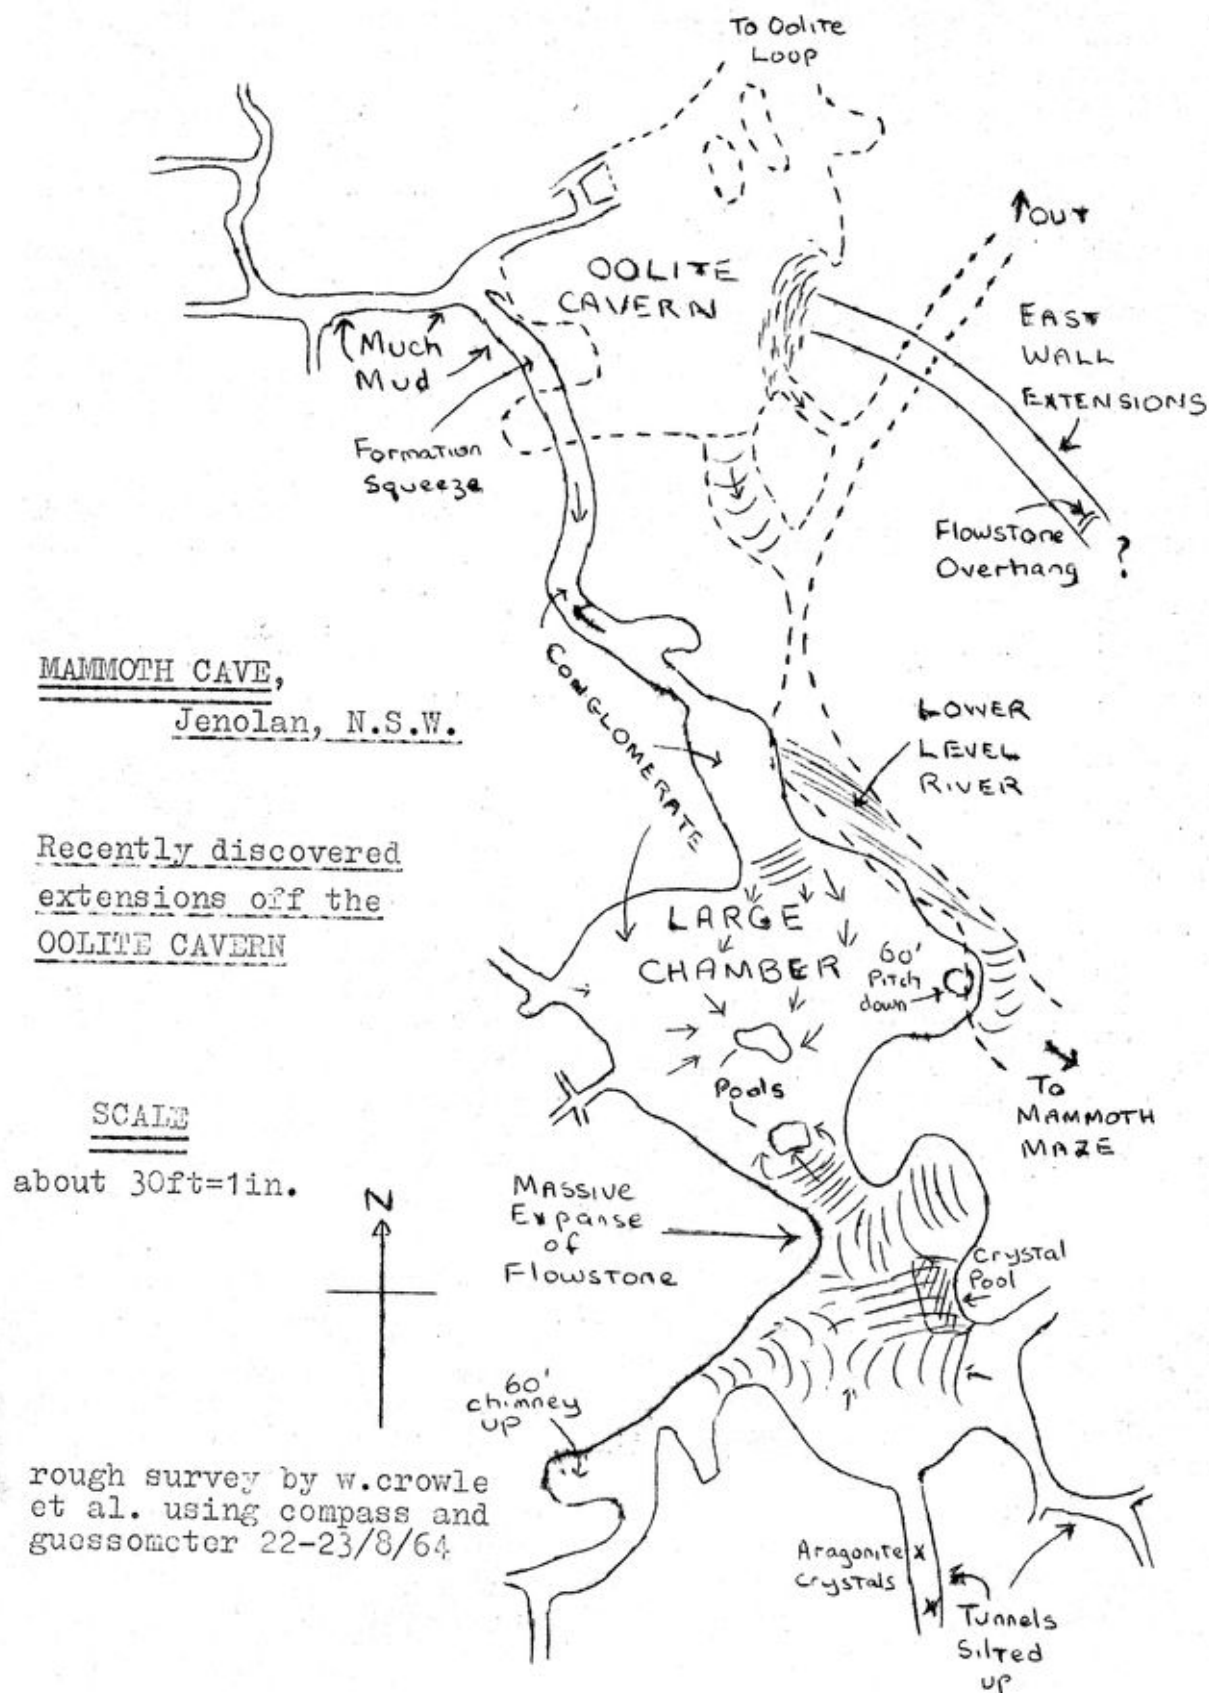 To Oolite
Loop
OUT
OOLITE
CAVERN
EAST
WALL
EXTENSIONS
Much
Mud
Formation
Squeeze
Flowstone
Overhang
?
CONGLOMERATE
MAMMOTH CAVE,
Jenolan, N.S.W.
LOWER
LEVEL
RIVER
Recently discovered
extensions off the
OOLITE CAVERN
LARGE
CHAMBER
60'
Pitch
down
Pools
To
MAMMOTH
MAZE
SCALE
about 30ft=1in.
N
MASSIVE
Expanse
of
Flowstone
Crystal
Pool
60'
chimney
up
rough survey by w.crowle
et al. using compass and
guessometer 22-23/8/64
Aragonite
Crystals
Tunnels
Silted
up